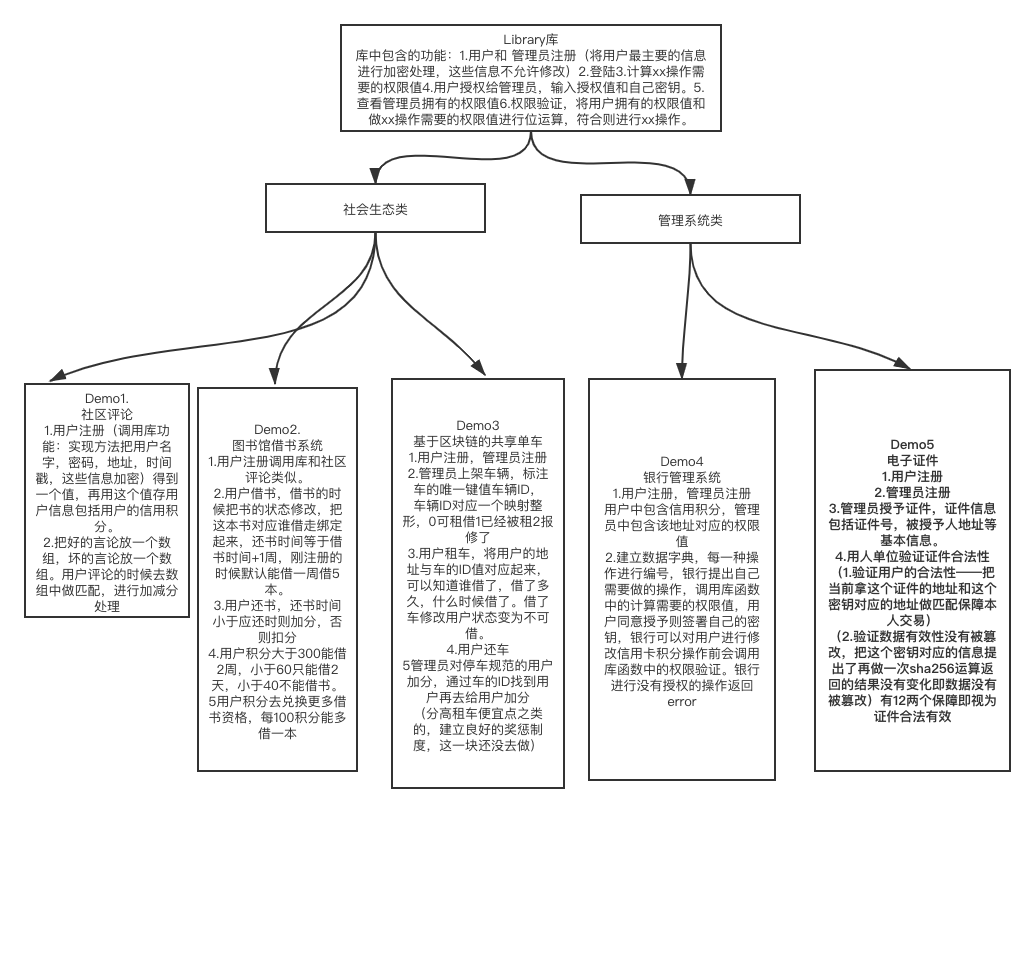 Library库
库中包含的功能：1.用户和 管理员注册（将用户最主要的信息
进行加密处理，这些信息不允许修改）2.登陆3.计算xx操作需
要的权限值4.用户授权给管理员，输入授权值和自己密钥。5.
查看管理员拥有的权限值6.权限验证，将用户拥有的权限值和
做xx操作需要的权限值进行位运算，符合则进行xx操作。
社会生态类
管理系统类
Demo1.
社区评论
1.用户注册（调用库功
能：实现方法把用户名
字，密码，地址，时间
戳，这些信息加密）得到
一个值，再用这个值存用
户信息包括用户的信用积
分。
2.把好的言论放一个数
组，坏的言论放一个数
组。用户评论的时候去数
组中做匹配，进行加减分
处理
Demo2.
图书馆借书系统
1.用户注册调用库和社区
评论类似。
2.用户借书，借书的时
候把书的状态修改，把
这本书对应谁借走绑定
起来，还书时间等于借
书时间+1周，刚注册的
时候默认能借一周借5
本。
3.用户还书，还书时间
小于应还时则加分，否
则扣分
4.用户积分大于300能借
2周，小于60只能借2
天，小于40不能借书。
5用户积分去兑换更多借
书资格，每100积分能多
借一本
Demo3
基于区块链的共享单车
1.用户注册，管理员注册
2.管理员上架车辆，标注
车的唯一键值车辆ID，
车辆ID对应一个映射整
形，0可租借1已经被租2报
修了
3.用户租车，将用户的地
址与车的ID值对应起来，
可以知道谁借了，借了多
久，什么时候借了。借了
车修改用户状态变为不可
借。
4.用户还车
5管理员对停车规范的用户
加分，通过车的ID找到用
户再去给用户加分
（分高租车便宜点之类
的，建立良好的奖惩制
度，这一块还没去做）
Demo4
银行管理系统
1.用户注册，管理员注册
用户中包含信用积分，管理
员中包含该地址对应的权限
值
2.建立数据字典，每一种操
作进行编号，银行提出自己
需要做的操作，调用库函数
中的计算需要的权限值，用
户同意授予则签署自己的密
钥，银行可以对用户进行修
改信用卡积分操作前会调用
库函数中的权限验证。银行
进行没有授权的操作返回
error
Demo5
电子证件
1.用户注册
2.管理员注册
3.管理员授予证件，证件信息
包括证件号，被授予人地址等
基本信息。
4.用人单位验证证件合法性
（1.验证用户的合法性——把
当前拿这个证件的地址和这个
密钥对应的地址做匹配保障本
人交易）
（2.验证数据有效性没有被篡
改，把这个密钥对应的信息提
出了再做一次sha256运算返
回的结果没有变化即数据没有
被篡改）有12两个保障即视为
证件合法有效